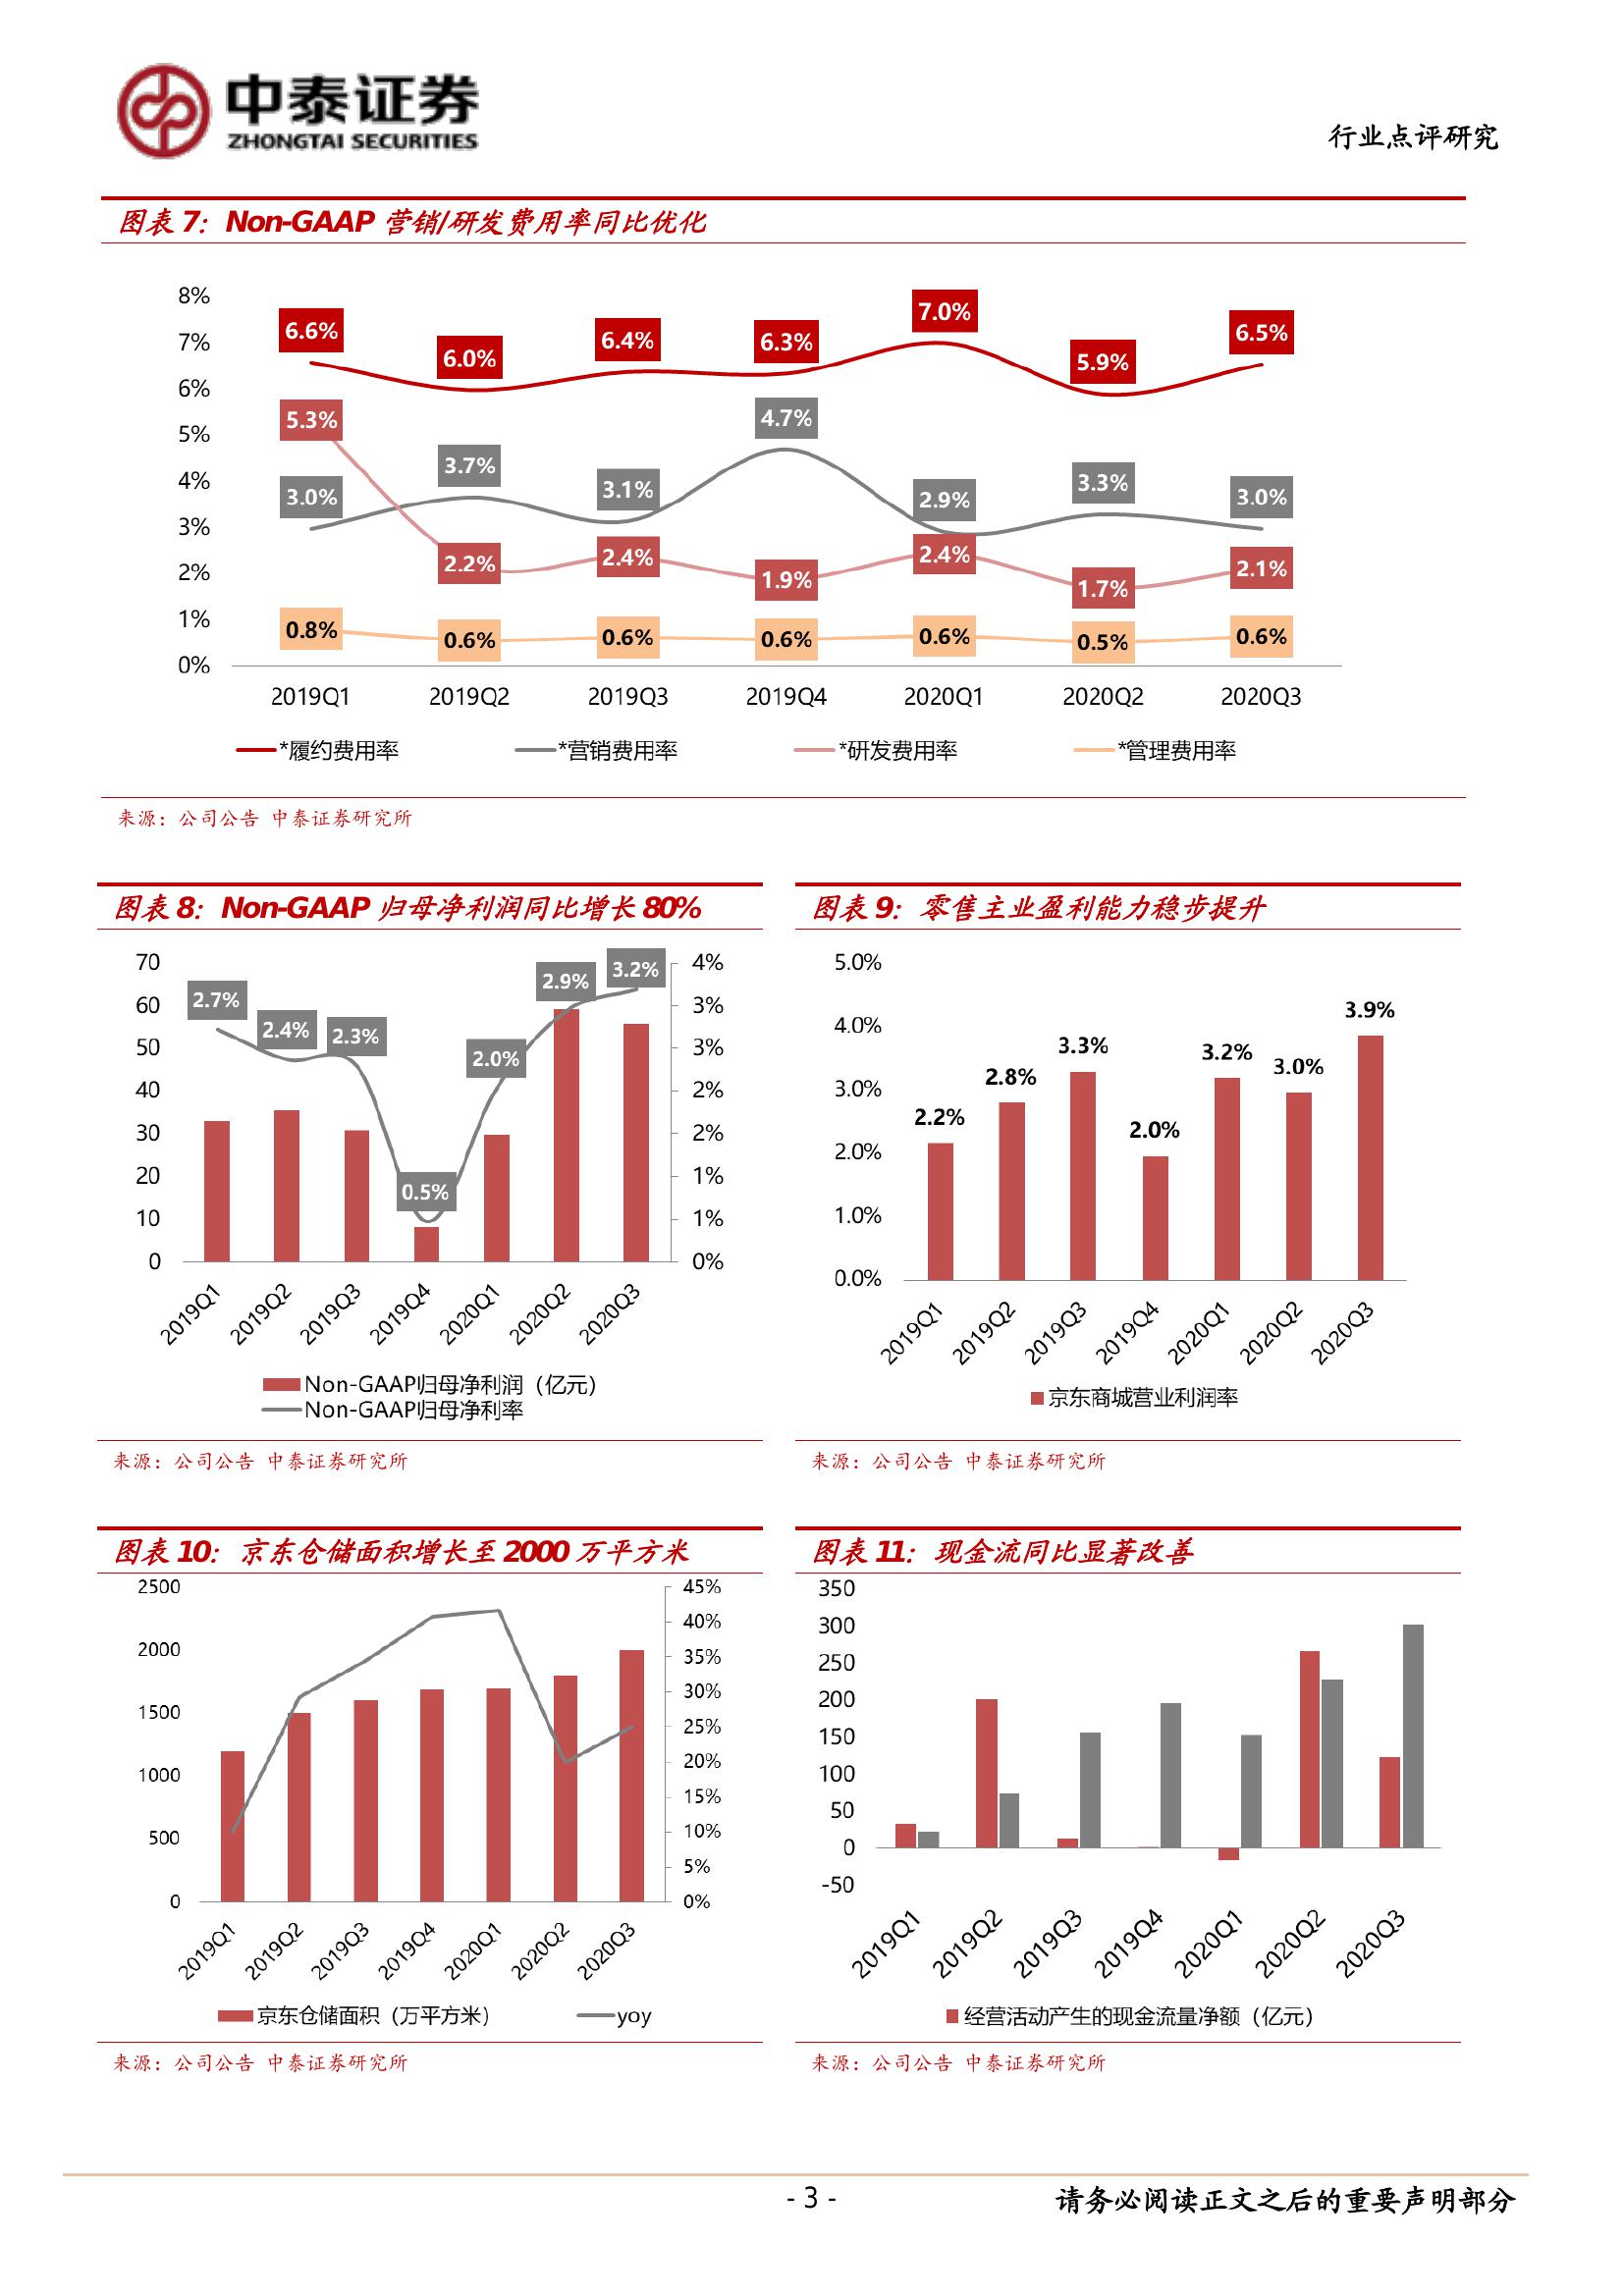 中泰证券
ZHONGTAI SECURITIES
行业点评研究
图表 7：Non-GAAP 营销/研发费用率同比优化
8%
7%
6%
5%
4%
3%
2%
1%
0%
6.6% 6.0% 6.4% 6.3% 7.0% 5.9% 6.5%
3.0% 3.7% 3.1% 4.7% 2.9% 3.3% 3.0%
5.3% 2.2% 2.4% 1.9% 2.4% 1.7% 2.1%
0.8% 0.6% 0.6% 0.6% 0.6% 0.5% 0.6%
2019Q1 2019Q2 2019Q3 2019Q4 2020Q1 2020Q2 2020Q3
*履约费用率 *营销费用率 *研发费用率 *管理费用率
来源：公司公告 中泰证券研究所
图表 8：Non-GAAP 归母净利润同比增长 80%
70
60
50
40
30
20
10
0
2.7% 2.4% 2.3% 0.5% 2.0% 2.9% 3.2%
4%
3%
3%
2%
2%
1%
1%
0%
2019Q1 2019Q2 2019Q3 2019Q4 2020Q1 2020Q2 2020Q3
Non-GAAP归母净利润（亿元）
Non-GAAP归母净利率
来源：公司公告 中泰证券研究所
图表 9：零售主业盈利能力稳步提升
5.0%
4.0%
3.0%
2.0%
1.0%
0.0%
2.2% 2.8% 3.3% 2.0% 3.2% 3.0% 3.9%
2019Q1 2019Q2 2019Q3 2019Q4 2020Q1 2020Q2 2020Q3
京东商城营业利润率
来源：公司公告 中泰证券研究所
图表 10：京东仓储面积增长至 2000 万平方米
2500
2000
1500
1000
500
0
45%
40%
35%
30%
25%
20%
15%
10%
5%
0%
2019Q1 2019Q2 2019Q3 2019Q4 2020Q1 2020Q2 2020Q3
京东仓储面积（万平方米） yoy
来源：公司公告 中泰证券研究所
图表 11：现金流同比显著改善
350
300
250
200
150
100
50
0
-50
2019Q1 2019Q2 2019Q3 2019Q4 2020Q1 2020Q2 2020Q3
经营活动产生的现金流量净额（亿元）
来源：公司公告 中泰证券研究所
- 3 -
请务必阅读正文之后的重要声明部分